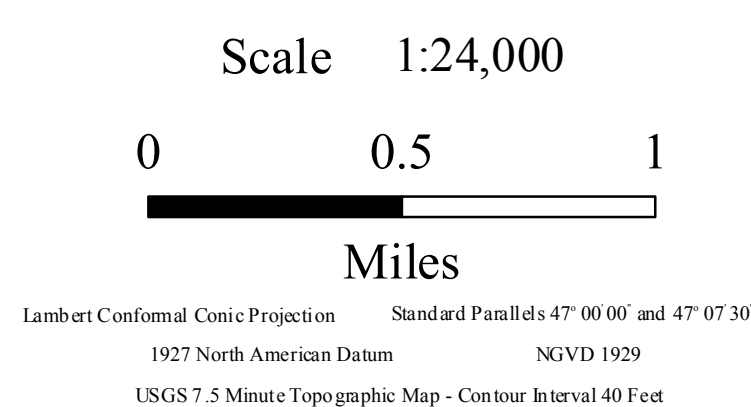 Scale 1:24,000
0 0.5 1
Miles
Lambert Conformal Conic Projection Standard Parallels 47° 00' 00" and 47° 07' 30"
1927 North American Datum NGVD 1929
USGS 7.5 Minute Topographic Map - Contour Interval 40 Feet